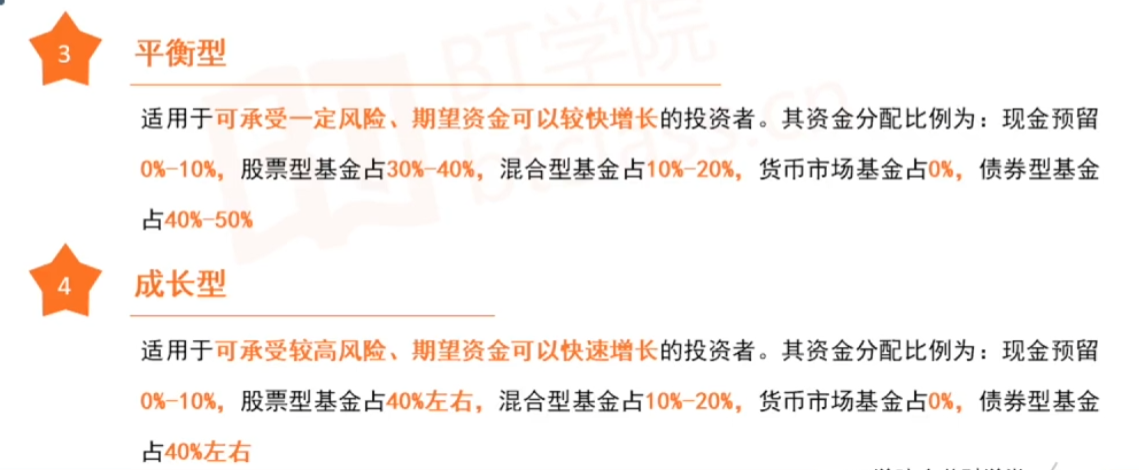 BT学院
btclass.cn
3
平衡型
适用于可承受一定风险、期望资金可以较快增长的投资者。其资金分配比例为：现金预留
0%-10%，股票型基金占30%-40%，混合型基金占10%-20%，货币市场基金占0%，债券型基金
占40%-50%
4
成长型
适用于可承受较高风险、期望资金可以快速增长的投资者。其资金分配比例为：现金预留
0%-10%，股票型基金占40%左右，混合型基金占10%-20%，货币市场基金占0%，债券型基金
占40%左右